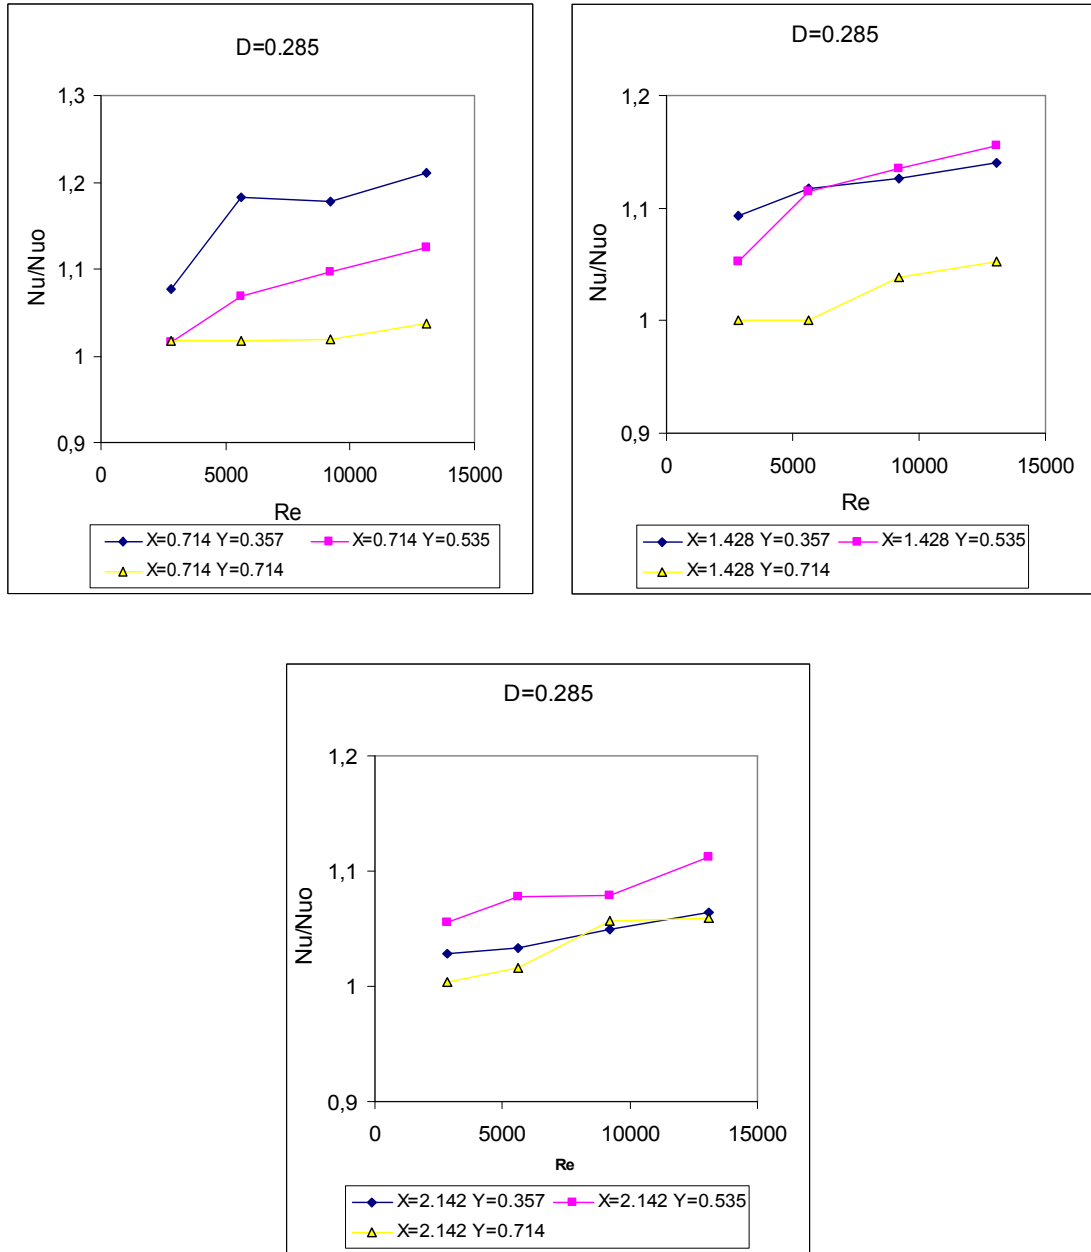 D=0.285
1,3
1,2
1,1
1
0,9
Nu/Nuo
0 5000 10000 15000
Re
X=0.714 Y=0.357 X=0.714 Y=0.535
X=0.714 Y=0.714
D=0.285
1,2
1,1
1
0,9
Nu/Nuo
0 5000 10000 15000
Re
X=1.428 Y=0.357 X=1.428 Y=0.535
X=1.428 Y=0.714
D=0.285
1,2
1,1
1
0,9
Nu/Nuo
0 5000 10000 15000
Re
X=2.142 Y=0.357 X=2.142 Y=0.535
X=2.142 Y=0.714